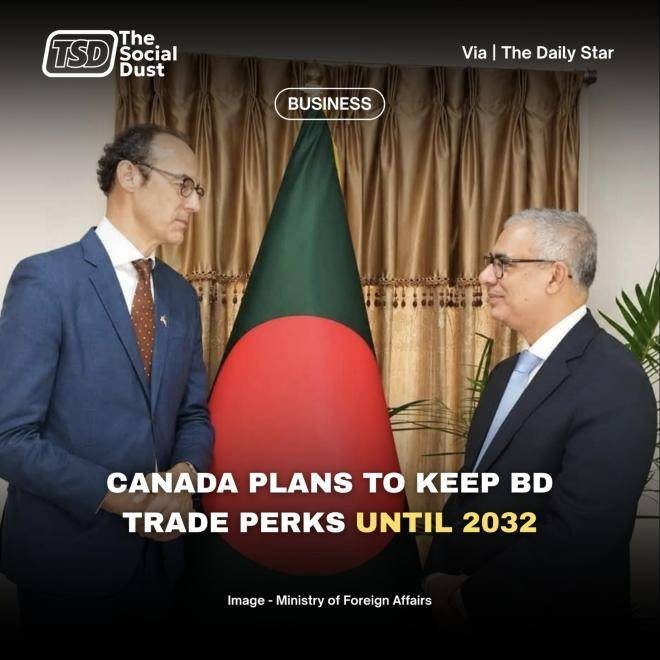 TSD The
Social
Dust
Via | The Daily Star
BUSINESS
CANADA PLANS TO KEEP BD
TRADE PERKS UNTIL 2032
Image - Ministry of Foreign Affairs